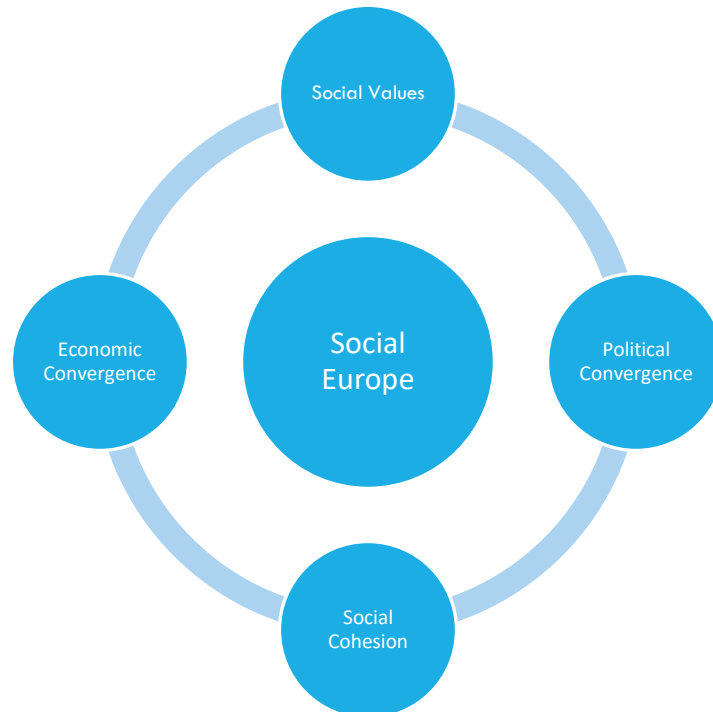 Social Values
Economic
Convergence
Social
Europe
Political
Convergence
Social
Cohesion